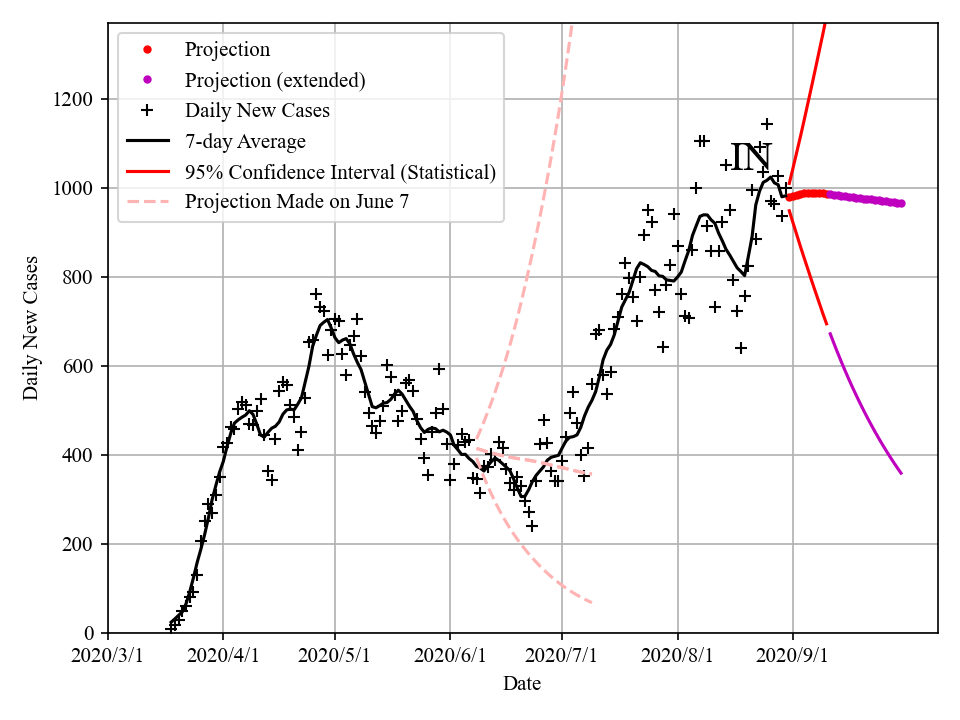 Projection
Projection (extended)
Daily New Cases
7-day Average
95% Confidence Interval (Statistical)
Projection Made on June 7
IN
1200
1000
800
600
400
200
0
Daily New Cases
2020/3/1 2020/4/1 2020/5/1 2020/6/1 2020/7/1 2020/8/1 2020/9/1
Date